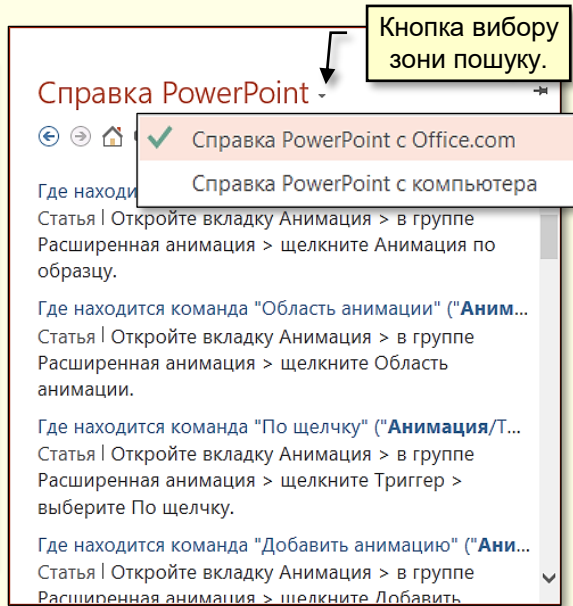 Кнопка вибору
зони пошуку.
Справка PowerPoint
Справка PowerPoint с Office.com
Справка PowerPoint с компьютера
Где находи
Статья | Откройте вкладку Анимация > в группе
Расширенная анимация > щелкните Анимация по
образцу.
Где находится команда "Область анимации" ("Аним...
Статья | Откройте вкладку Анимация > в группе
Расширенная анимация > щелкните Область
анимации.
Где находится команда "По щелчку" ("Анимация/Т...
Статья | Откройте вкладку Анимация > в группе
Расширенная анимация > щелкните Триггер >
выберите По щелчку.
Где находится команда "Добавить анимацию" ("Ани...
Статья | Откройте вкладку Анимация > в группе
Расширенная анимация > щелкните Добавить